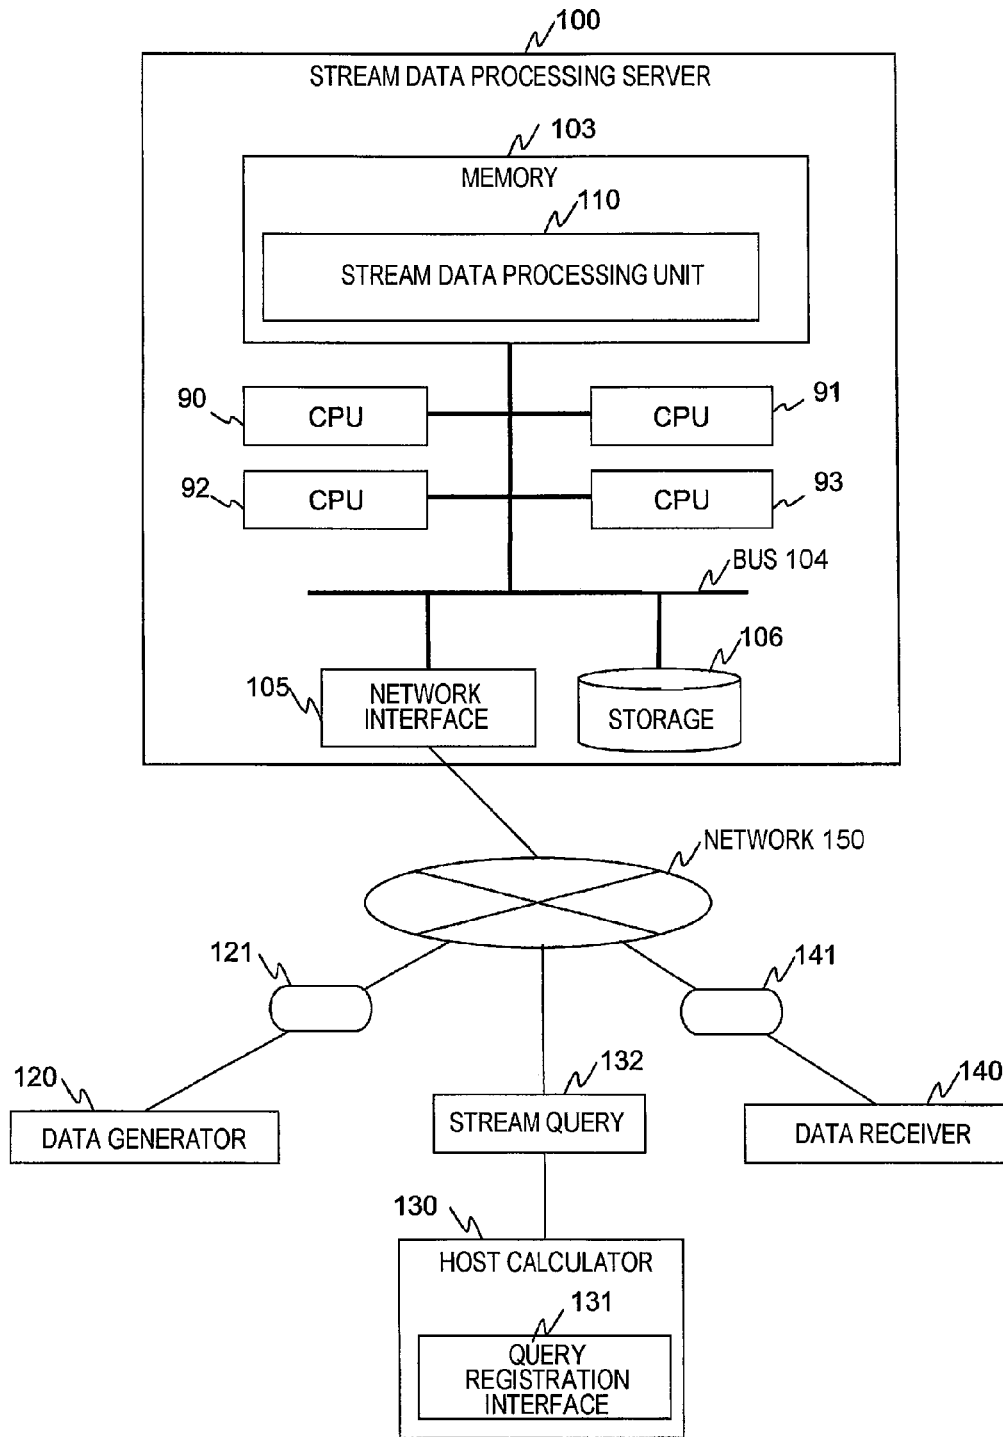 100
STREAM DATA PROCESSING SERVER
103
MEMORY
110
STREAM DATA PROCESSING UNIT
90
CPU
91
CPU
92
CPU
93
CPU
BUS 104
105
NETWORK
INTERFACE
106
STORAGE
NETWORK 150
121
141
120
DATA GENERATOR
132
STREAM QUERY
140
DATA RECEIVER
130
HOST CALCULATOR
131
QUERY
REGISTRATION
INTERFACE